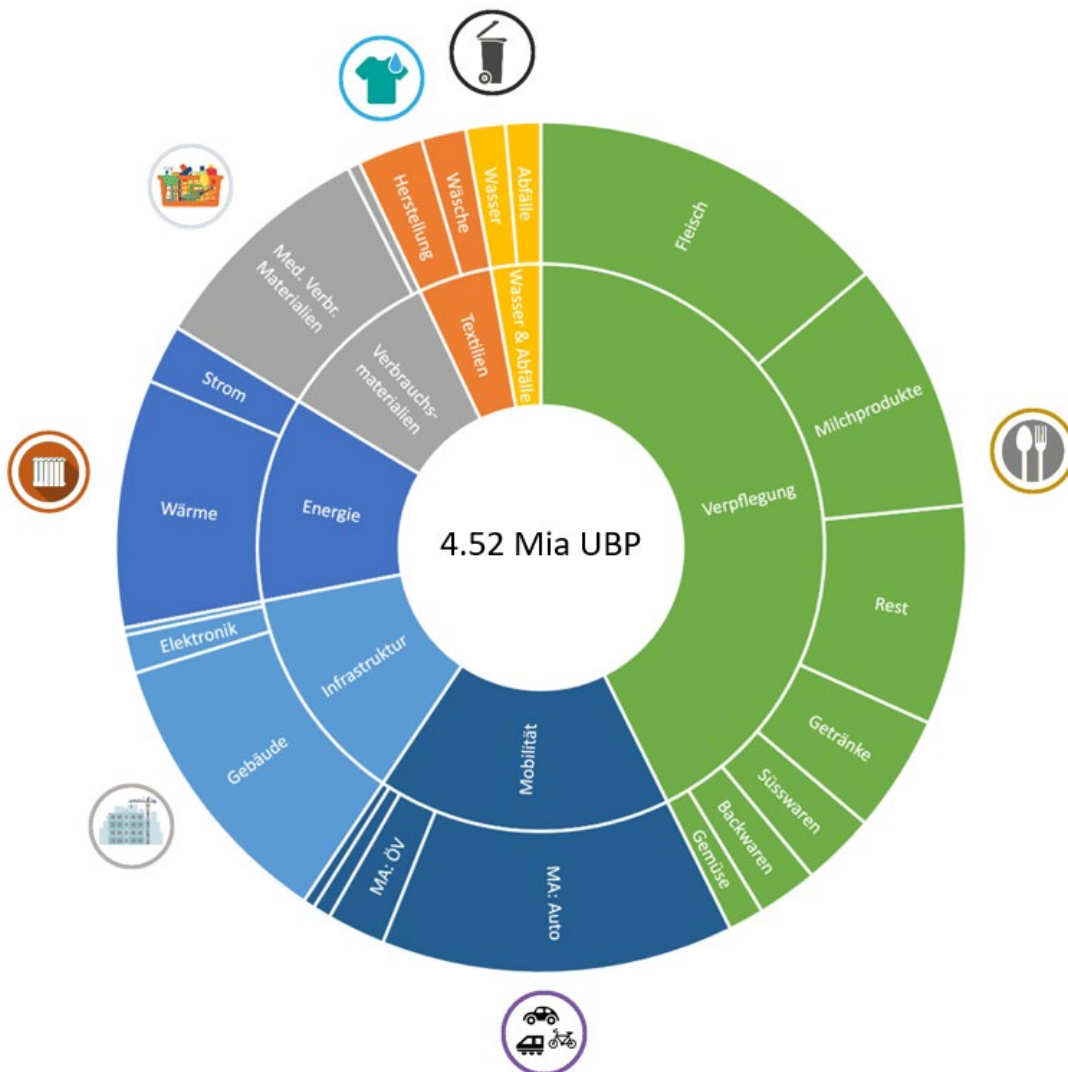 4.52 Mia UBP
Verpflegung
Fleisch
Milchprodukte
Rest
Getränke
Süsswaren
Backwaren
Gemüse
Mobilität
MA: Auto
MA: ÖV
Infrastruktur
Gebäude
Elektronik
Energie
Wärme
Strom
Verbrauchs-
materialien
Med. Verbr.
Materialien
Textilien
Herstellung
Wäsche
Wasser & Abfälle
Wasser
Abfälle